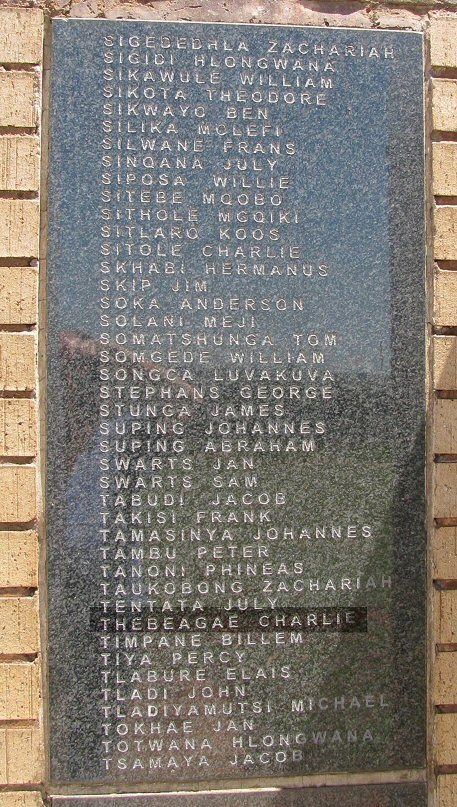 SIGEDEDHLA ZACHARIAH
SIGIDI HLONGWANA
SIKAWULE WILLIAM
SIKOTA THEODORE
SIKWAYO BEN
SILIKA MOLEFI
SILWANE FRANS
SINQANA JULY
SIPOSA WILLIE
SITEBE MQOBO
SITHOLE MGQIKI
SITLARO KOOS
SITOLE CHARLIE
SKHABI HERMANUS
SKIP JIM
SOKA ANDERSON
SOLANI MEJI
SOMATSHUNGA TOM
SOMGEDE WILLIAM
SONGCA LUVAKUVA
STEPHANS GEORGE
STUNGA JAMES
SUPING JOHANNES
SUPING ABRAHAM
SWARTS JAN
SWARTS SAM
TABUDI JACOB
TAKISI FRANK
TAMASINYA JOHANNES
TAMBU PETER
TANONI PHINEAS
TAUKOBONG ZACHARIAH
TENTATA JULY
THEBEAGAE CHARLIE
TIMPANE BILLEM
TIYA PERCY
TLABURE ELAIS
TLADI JOHN
TLADIYAMUTSI MICHAEL
TOKHAE JAN
TOTWANA HLONGWANA
TSAMAYA JACOB